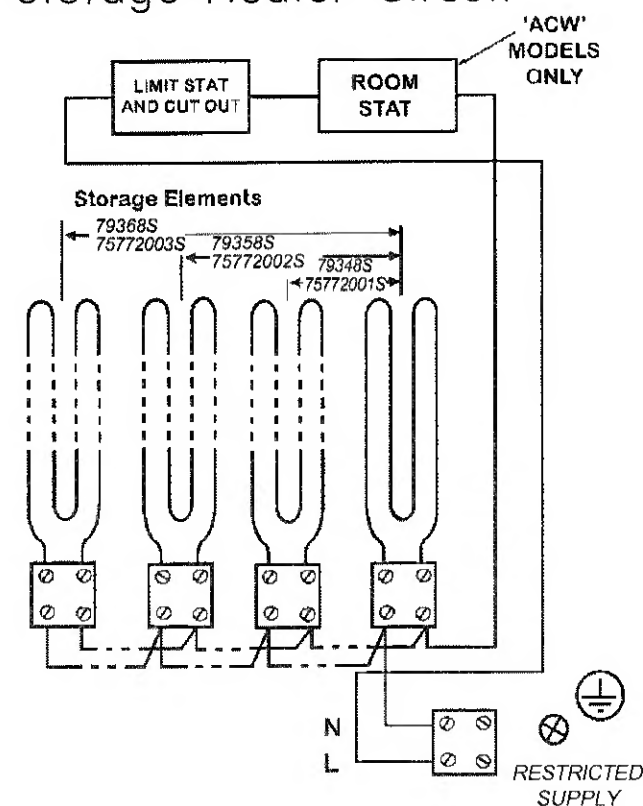 Storage Heater Circuit
'ACW'
MODELS
ONLY
LIMIT STAT
AND CUT OUT
ROOM
STAT
Storage Elements
79368S
75772003S
79358S
75772002S
79348S
75772001S
N
L
RESTRICTED
SUPPLY